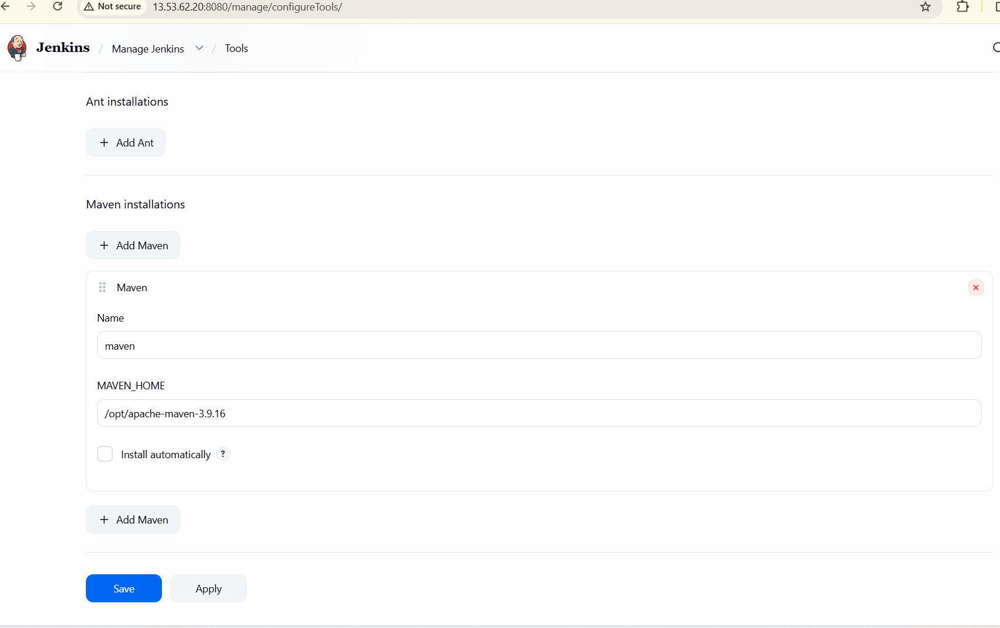 Not secure 13.53.62.20:8080/manage/configureTools/
Jenkins / Manage Jenkins / Tools
Ant installations
+ Add Ant
Maven installations
+ Add Maven
Maven
Name
maven
MAVEN_HOME
/opt/apache-maven-3.9.16
Install automatically ?
+ Add Maven
Save Apply